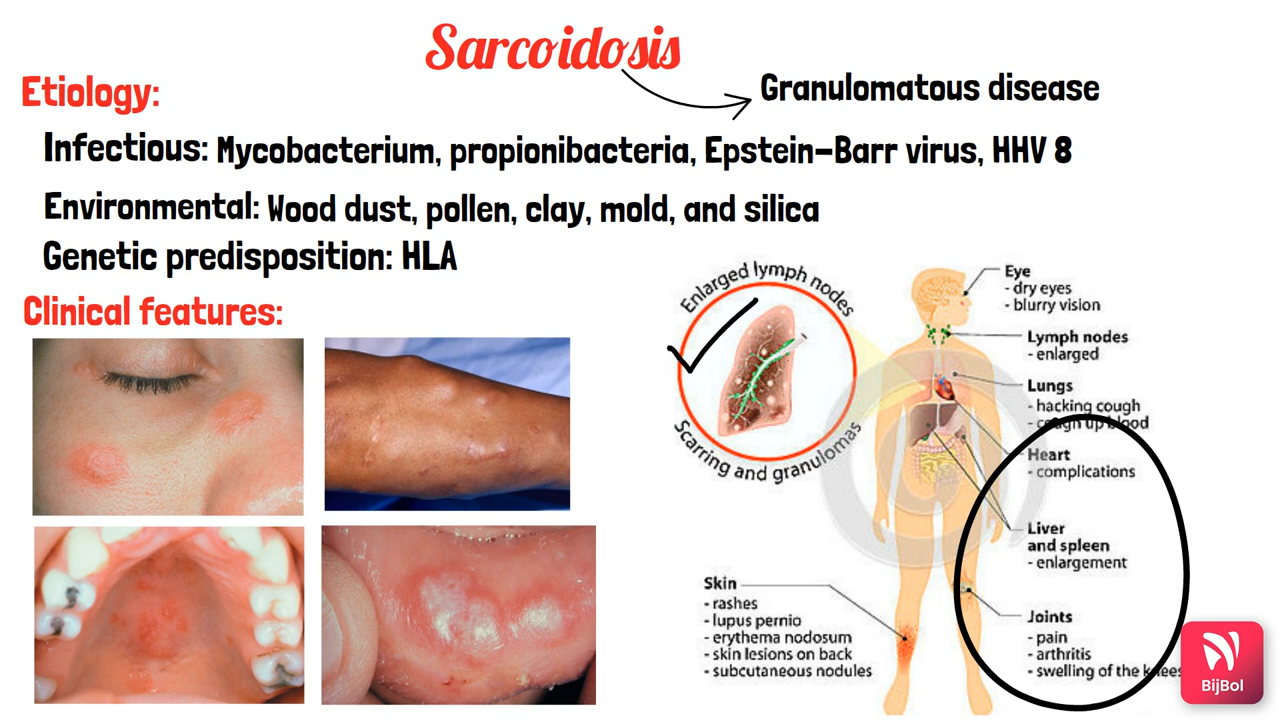 Sarcoidosis
Granulomatous disease
Etiology:
Infectious: Mycobacterium, propionibacteria, Epstein-Barr virus, HHV 8
Environmental: Wood dust, pollen, clay, mold, and silica
Genetic predisposition: HLA
Clinical features:
Enlarged lymph nodes
Scarring and granulomas
Eye
- dry eyes
- blurry vision
Lymph nodes
- enlarged
Lungs
- hacking cough
- cough up blood
Heart
- complications
Liver
and spleen
- enlargement
Joints
- pain
- arthritis
- swelling of the knees
Skin
- rashes
- lupus pernio
- erythema nodosum
- skin lesions on back
- subcutaneous nodules
BijBol